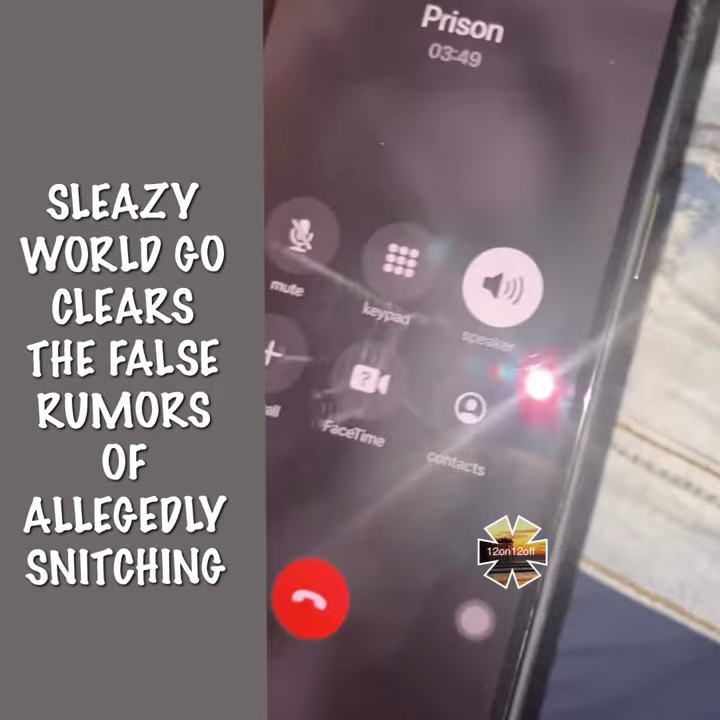 SLEAZY
WORLD GO
CLEARS
THE FALSE
RUMORS
OF
ALLEGEDLY
SNITCHING
Prison
03:49
mute
keypad
speaker
all
FaceTime
contacts
12on12off